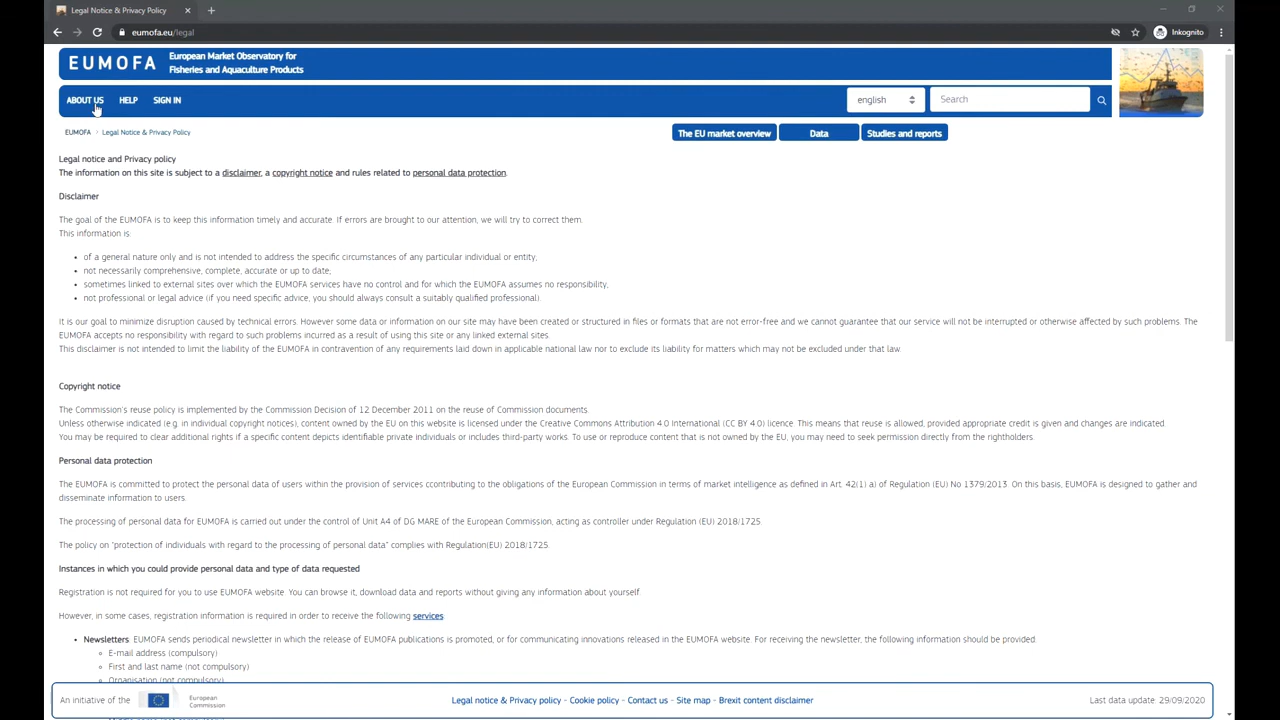 Legal Notice & Privacy Policy
eumofa.eu/legal
Inkognito
EUMOFA
European Market Observatory for
Fisheries and Aquaculture Products
ABOUT US HELP SIGN IN
english
Search
EUMOFA Legal Notice & Privacy Policy
The EU market overview Data Studies and reports
Legal notice and Privacy policy
The information on this site is subject to a disclaimer, a copyright notice and rules related to personal data protection.
Disclaimer
The goal of the EUMOFA is to keep this information timely and accurate. If errors are brought to our attention, we will try to correct them.
This information is:
of a general nature only and is not intended to address the specific circumstances of any particular individual or entity;
not necessarily comprehensive, complete, accurate or up to date;
sometimes linked to external sites over which the EUMOFA services have no control and for which the EUMOFA assumes no responsibility,
not professional or legal advice (if you need specific advice, you should always consult a suitably qualified professional).
It is our goal to minimize disruption caused by technical errors. However some data or information on our site may have been created or structured in files or formats that are not error-free and we cannot guarantee that our service will not be interrupted or otherwise affected by such problems. The
EUMOFA accepts no responsibility with regard to such problems incurred as a result of using this site or any linked external sites.
This disclaimer is not intended to limit the liability of the EUMOFA in contravention of any requirements laid down in applicable national law nor to exclude its liability for matters which may not be excluded under that law.
Copyright notice
The Commission's reuse policy is implemented by the Commission Decision of 12 December 2011 on the reuse of Commission documents.
Unless otherwise indicated (e.g. in individual copyright notices), content owned by the EU on this website is licensed under the Creative Commons Attribution 4.0 International (CC BY 4.0) licence. This means that reuse is allowed, provided appropriate credit is given and changes are indicated
You may be required to clear additional rights if a specific content depicts identifiable private individuals or includes third-party works. To use or reproduce content that is not owned by the EU, you may need to seek permission directly from the rightholders.
Personal data protection
The EUMOFA is committed to protect the personal data of users within the provision of services ccontributing to the obligations of the European Commission in terms of market intelligence as defined in Art. 42(1) a) of Regulation (EU) No 1379/2013. On this basis, EUMOFA is designed to gather and
disseminate information to users.
The processing of personal data for EUMOFA is carried out under the control of Unit A4 of DG MARE of the European Commission, acting as controller under Regulation (EU) 2018/1725.
The policy on "protection of individuals with regard to the processing of personal data" complies with Regulation(EU) 2018/1725.
Instances in which you could provide personal data and type of data requested
Registration is not required for you to use EUMOFA website. You can browse it, download data and reports without giving any information about yourself.
However, in some cases, registration information is required in order to receive the following services
Newsletters: EUMOFA sends periodical newsletter in which the release of EUMOFA publications is promoted, or for communicating innovations released in the EUMOFA website. For receiving the newsletter, the following information should be provided:
E-mail address (compulsory)
First and last name (not compulsory)
Organisation (not compulsory)
An initiative of the European
Commission
Legal notice & Privacy policy - Cookie policy - Contact us - Site map - Brexit content disclaimer
Last data update: 29/09/2020